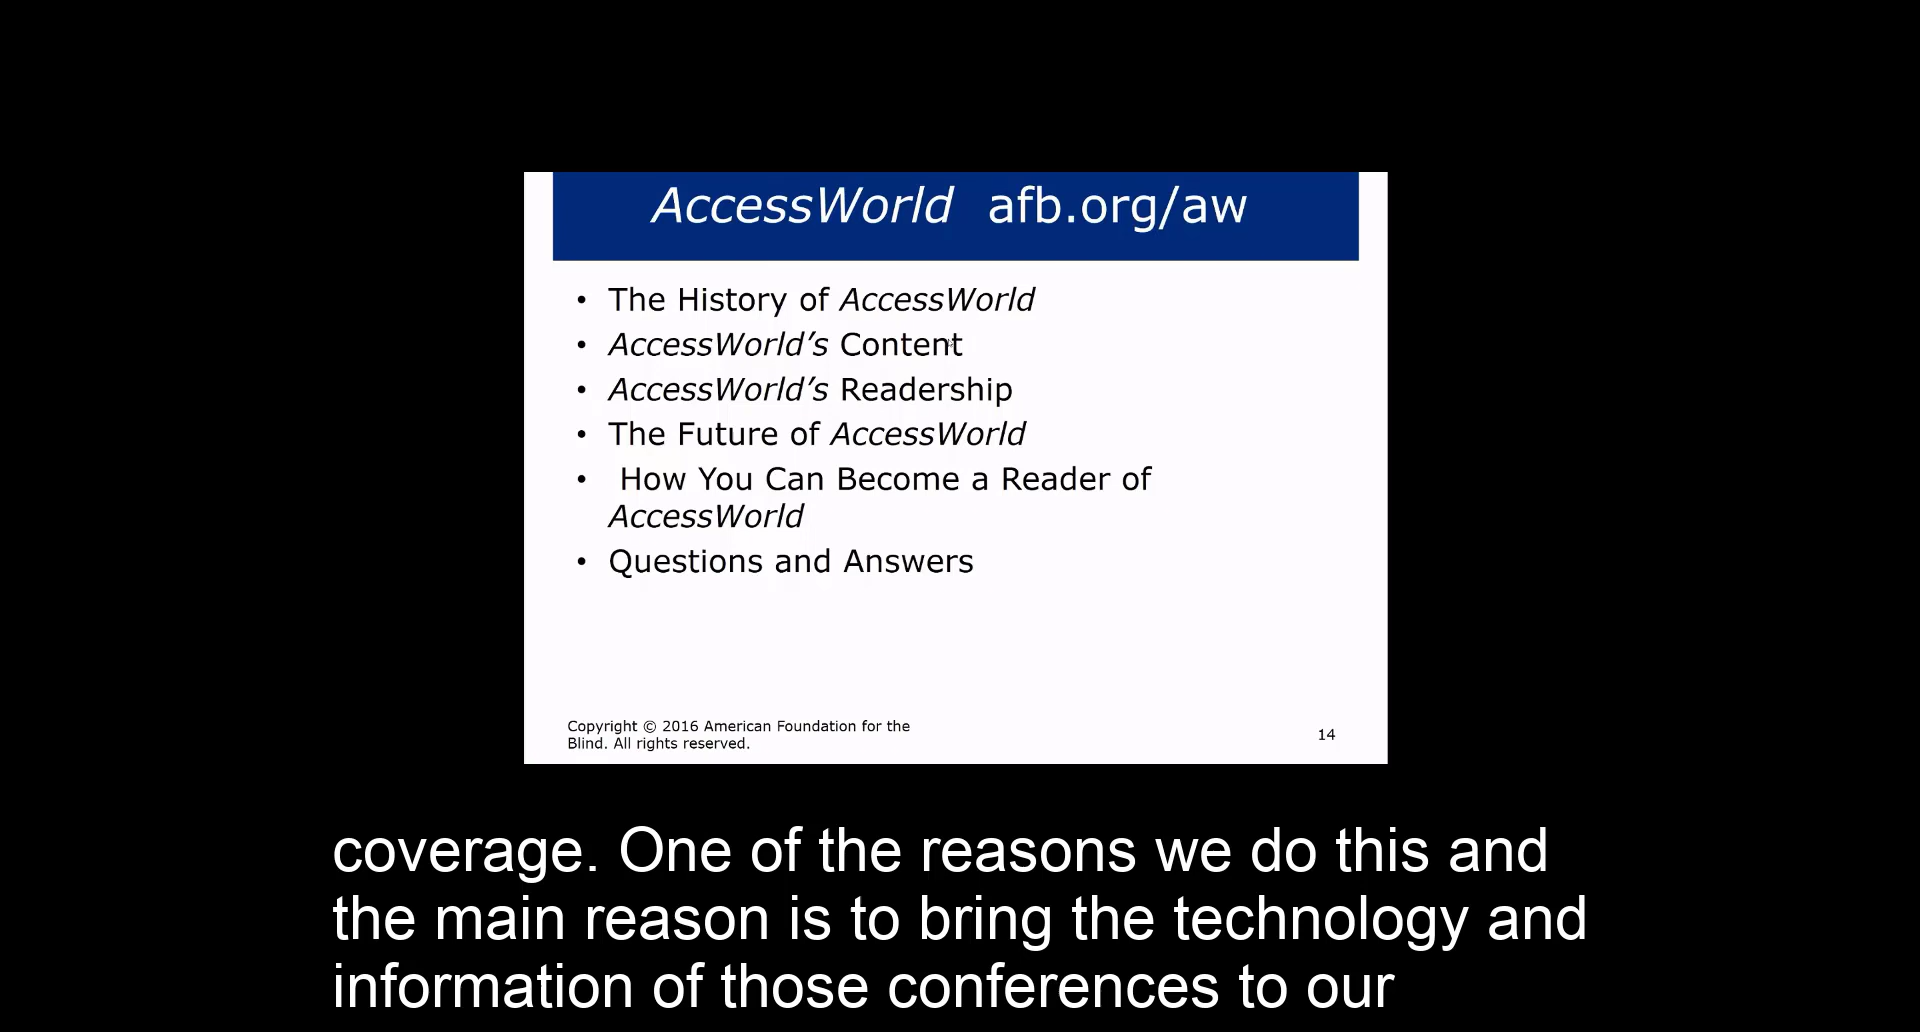 AccessWorld afb.org/aw
• The History of AccessWorld
• AccessWorld’s Content
• AccessWorld’s Readership
• The Future of AccessWorld
• How You Can Become a Reader of
AccessWorld
• Questions and Answers
Copyright © 2016 American Foundation for the
Blind. All rights reserved.
14
coverage. One of the reasons we do this and
the main reason is to bring the technology and
information of those conferences to our